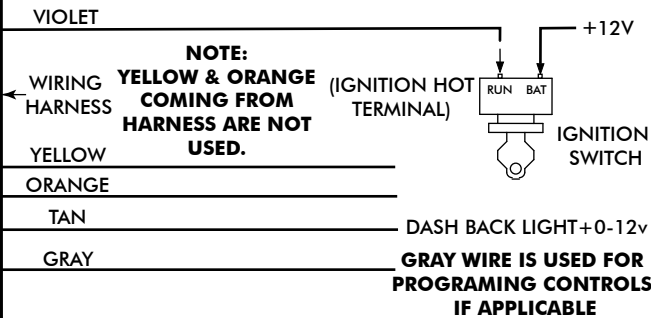 VIOLET
+12V
NOTE:
YELLOW & ORANGE
COMING FROM
HARNESS ARE NOT
USED.
WIRING
HARNESS
(IGNITION HOT
TERMINAL)
RUN BAT
IGNITION
SWITCH
YELLOW
ORANGE
TAN
DASH BACK LIGHT+0-12v
GRAY
GRAY WIRE IS USED FOR
PROGRAMING CONTROLS
IF APPLICABLE